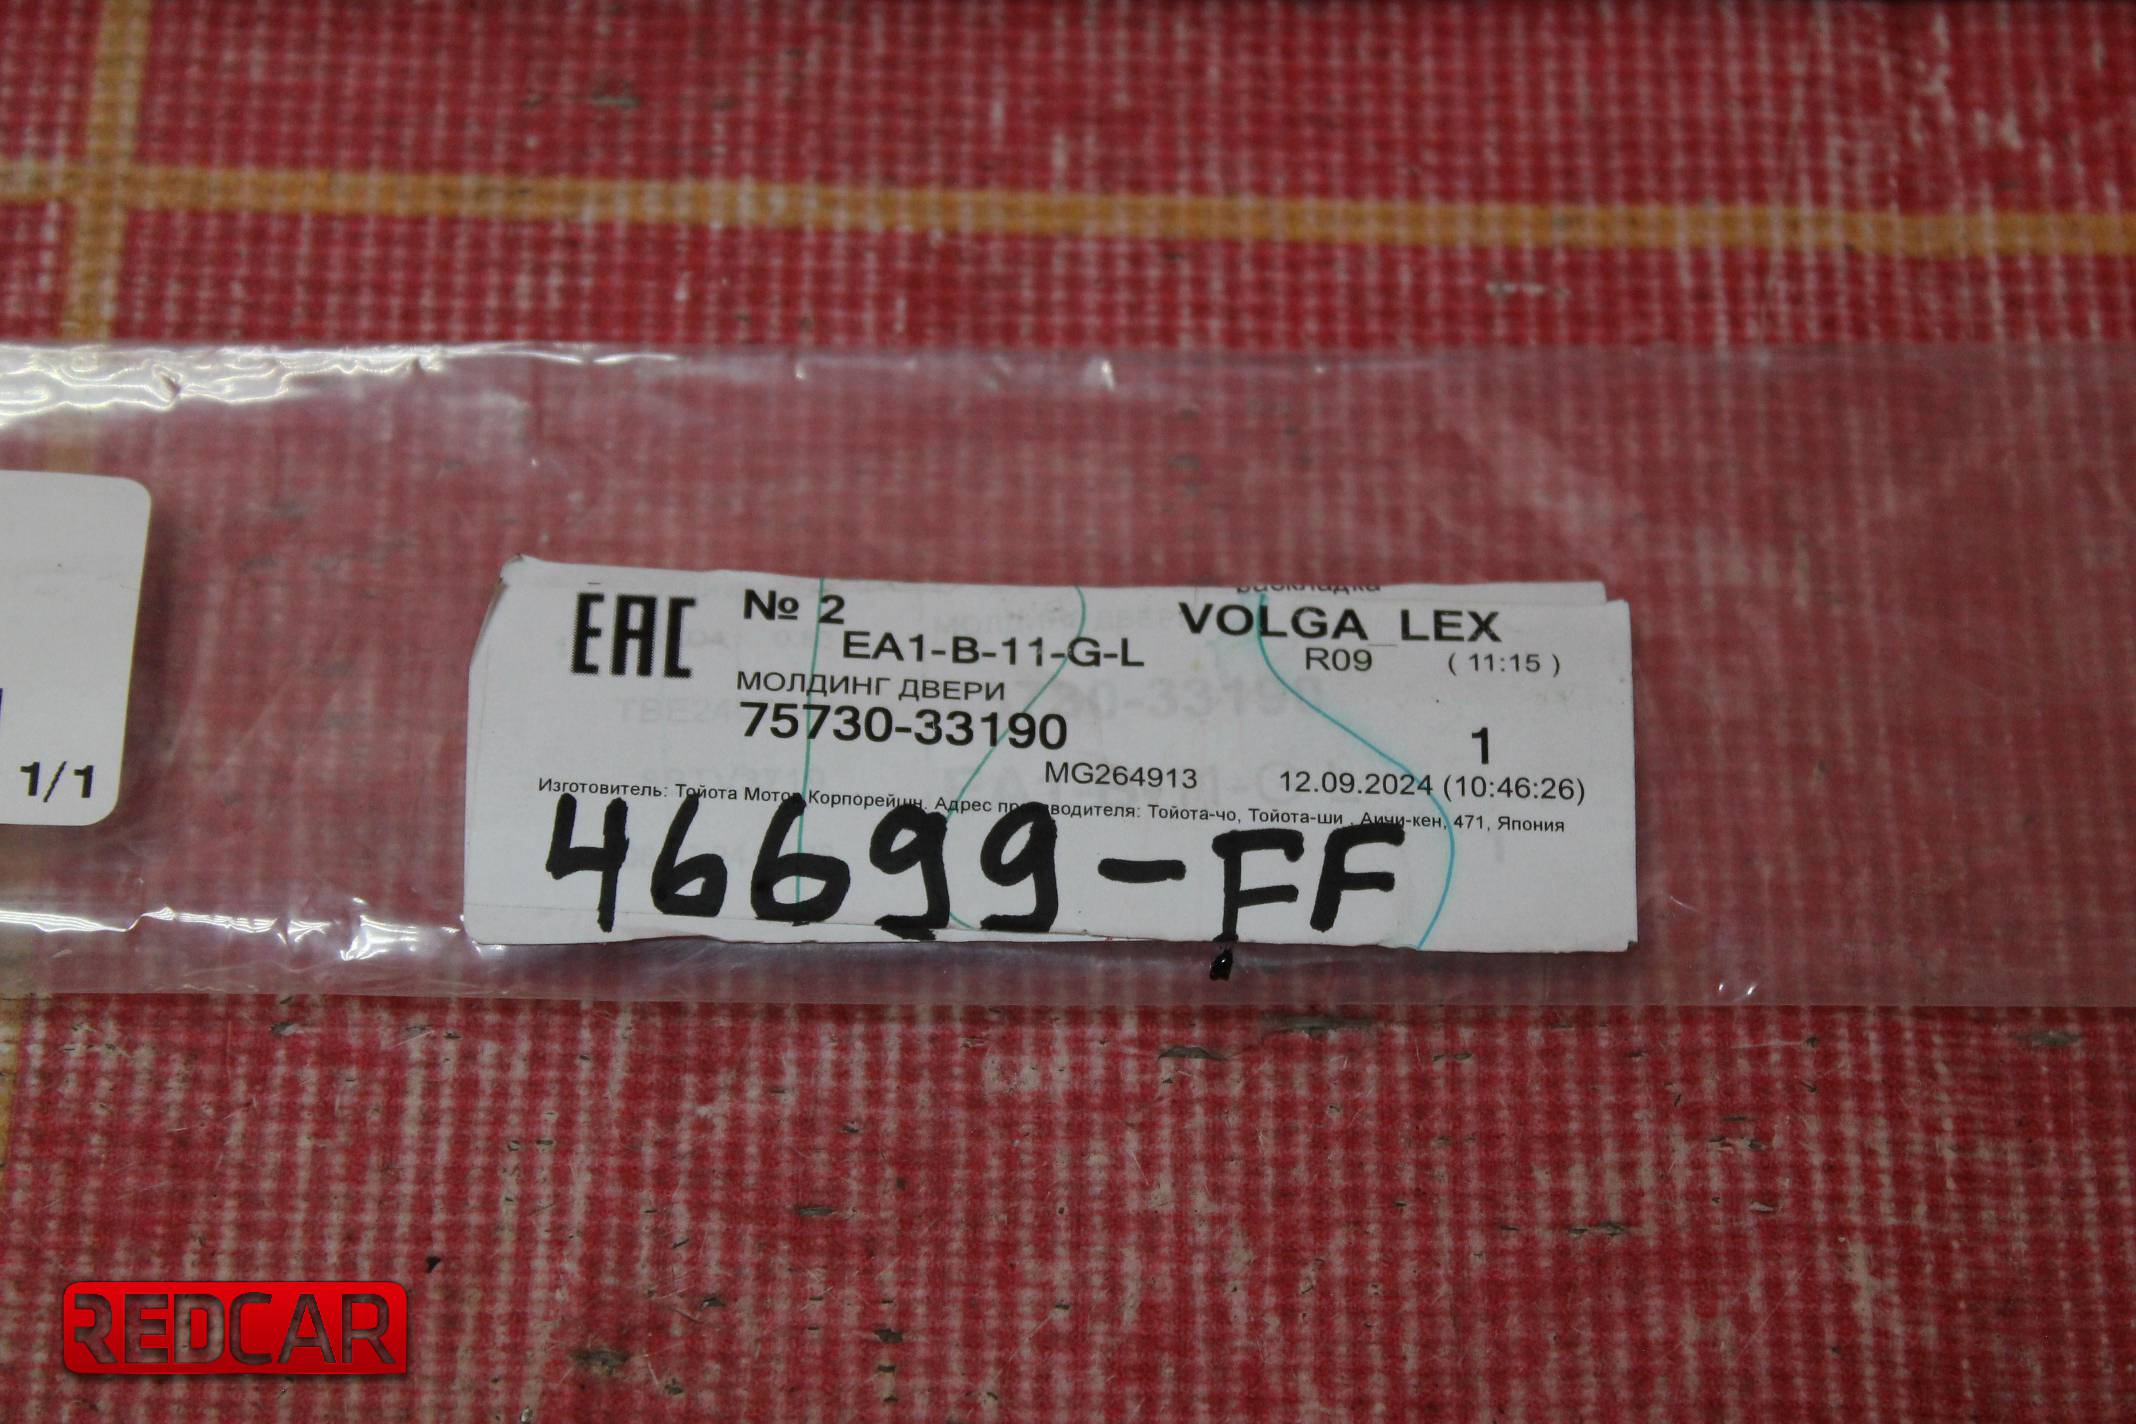 раскладка
EAC № 2 VOLGA_LEX
EA1-B-11-G-L R09 ( 11:15 )
МОЛДИНГ ДВЕРИ
75730-33190 1
MG264913 12.09.2024 (10:46:26)
Изготовитель: Тойота Мотор Корпорейшн. Адрес производителя: Тойота-чо, Тойота-ши , Аичи-кен, 471, Япония
46699-FF
1/1
REDCAR